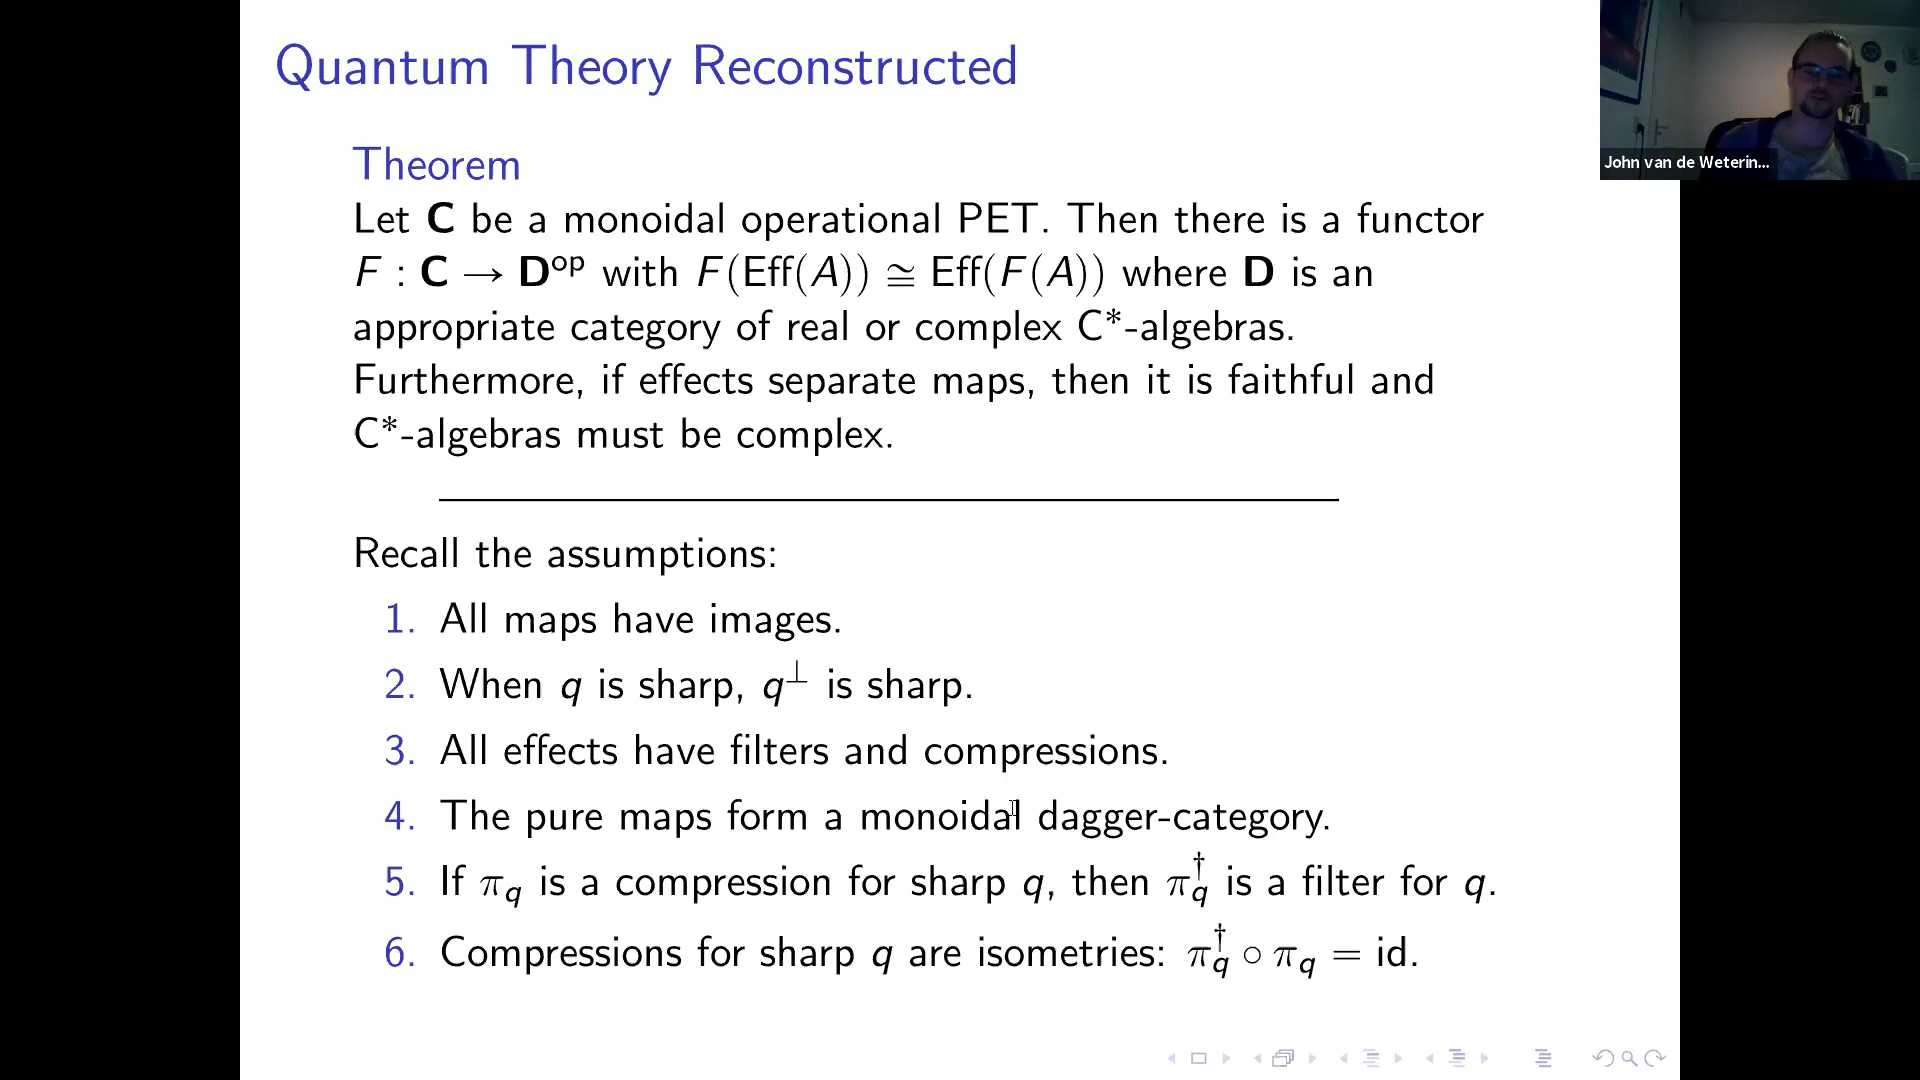 Quantum Theory Reconstructed
John van de Weterin...
Theorem
Let C be a monoidal operational PET. Then there is a functor
F : C → D^op with F(Eff(A)) ≅ Eff(F(A)) where D is an
appropriate category of real or complex C*-algebras.
Furthermore, if effects separate maps, then it is faithful and
C*-algebras must be complex.
Recall the assumptions:
1. All maps have images.
2. When q is sharp, q^⊥ is sharp.
3. All effects have filters and compressions.
4. The pure maps form a monoidal dagger-category.
5. If π_q is a compression for sharp q, then π_q^† is a filter for q.
6. Compressions for sharp q are isometries: π_q^† ∘ π_q = id.